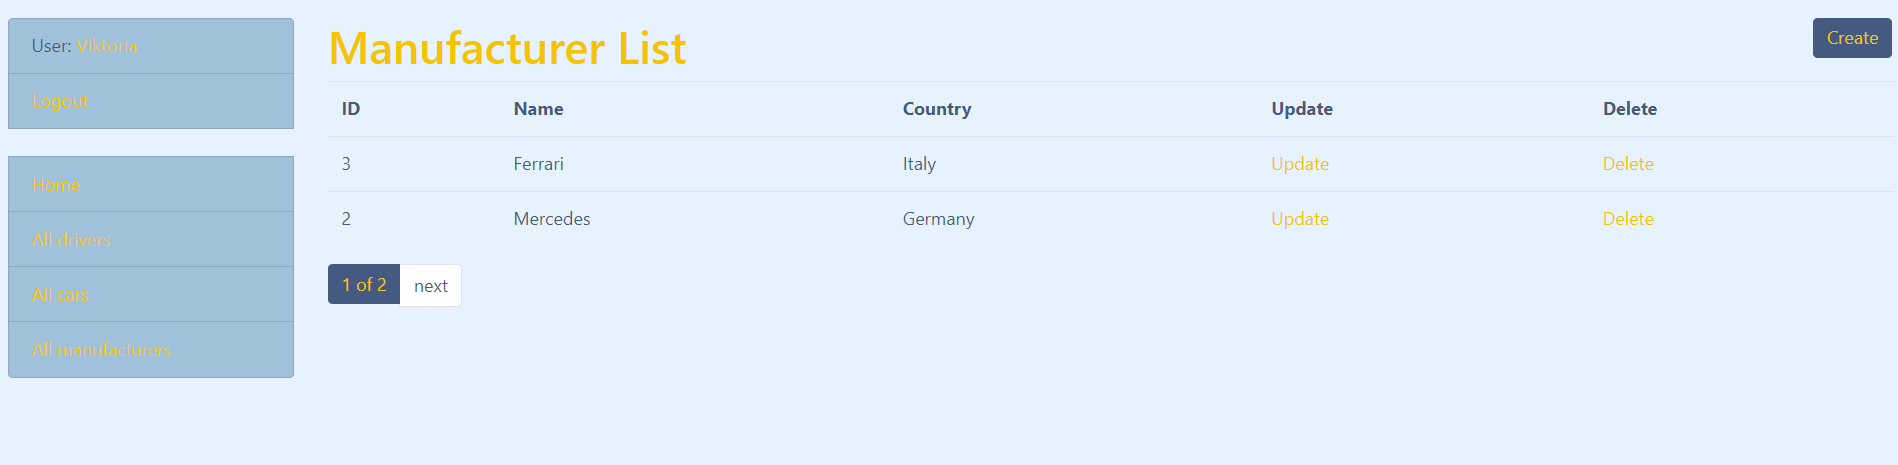 User: Viktoria
Logout
Home
All drivers
All cars
All manufacturers
Manufacturer List
Create
ID Name Country Update Delete
3 Ferrari Italy Update Delete
2 Mercedes Germany Update Delete
1 of 2 next